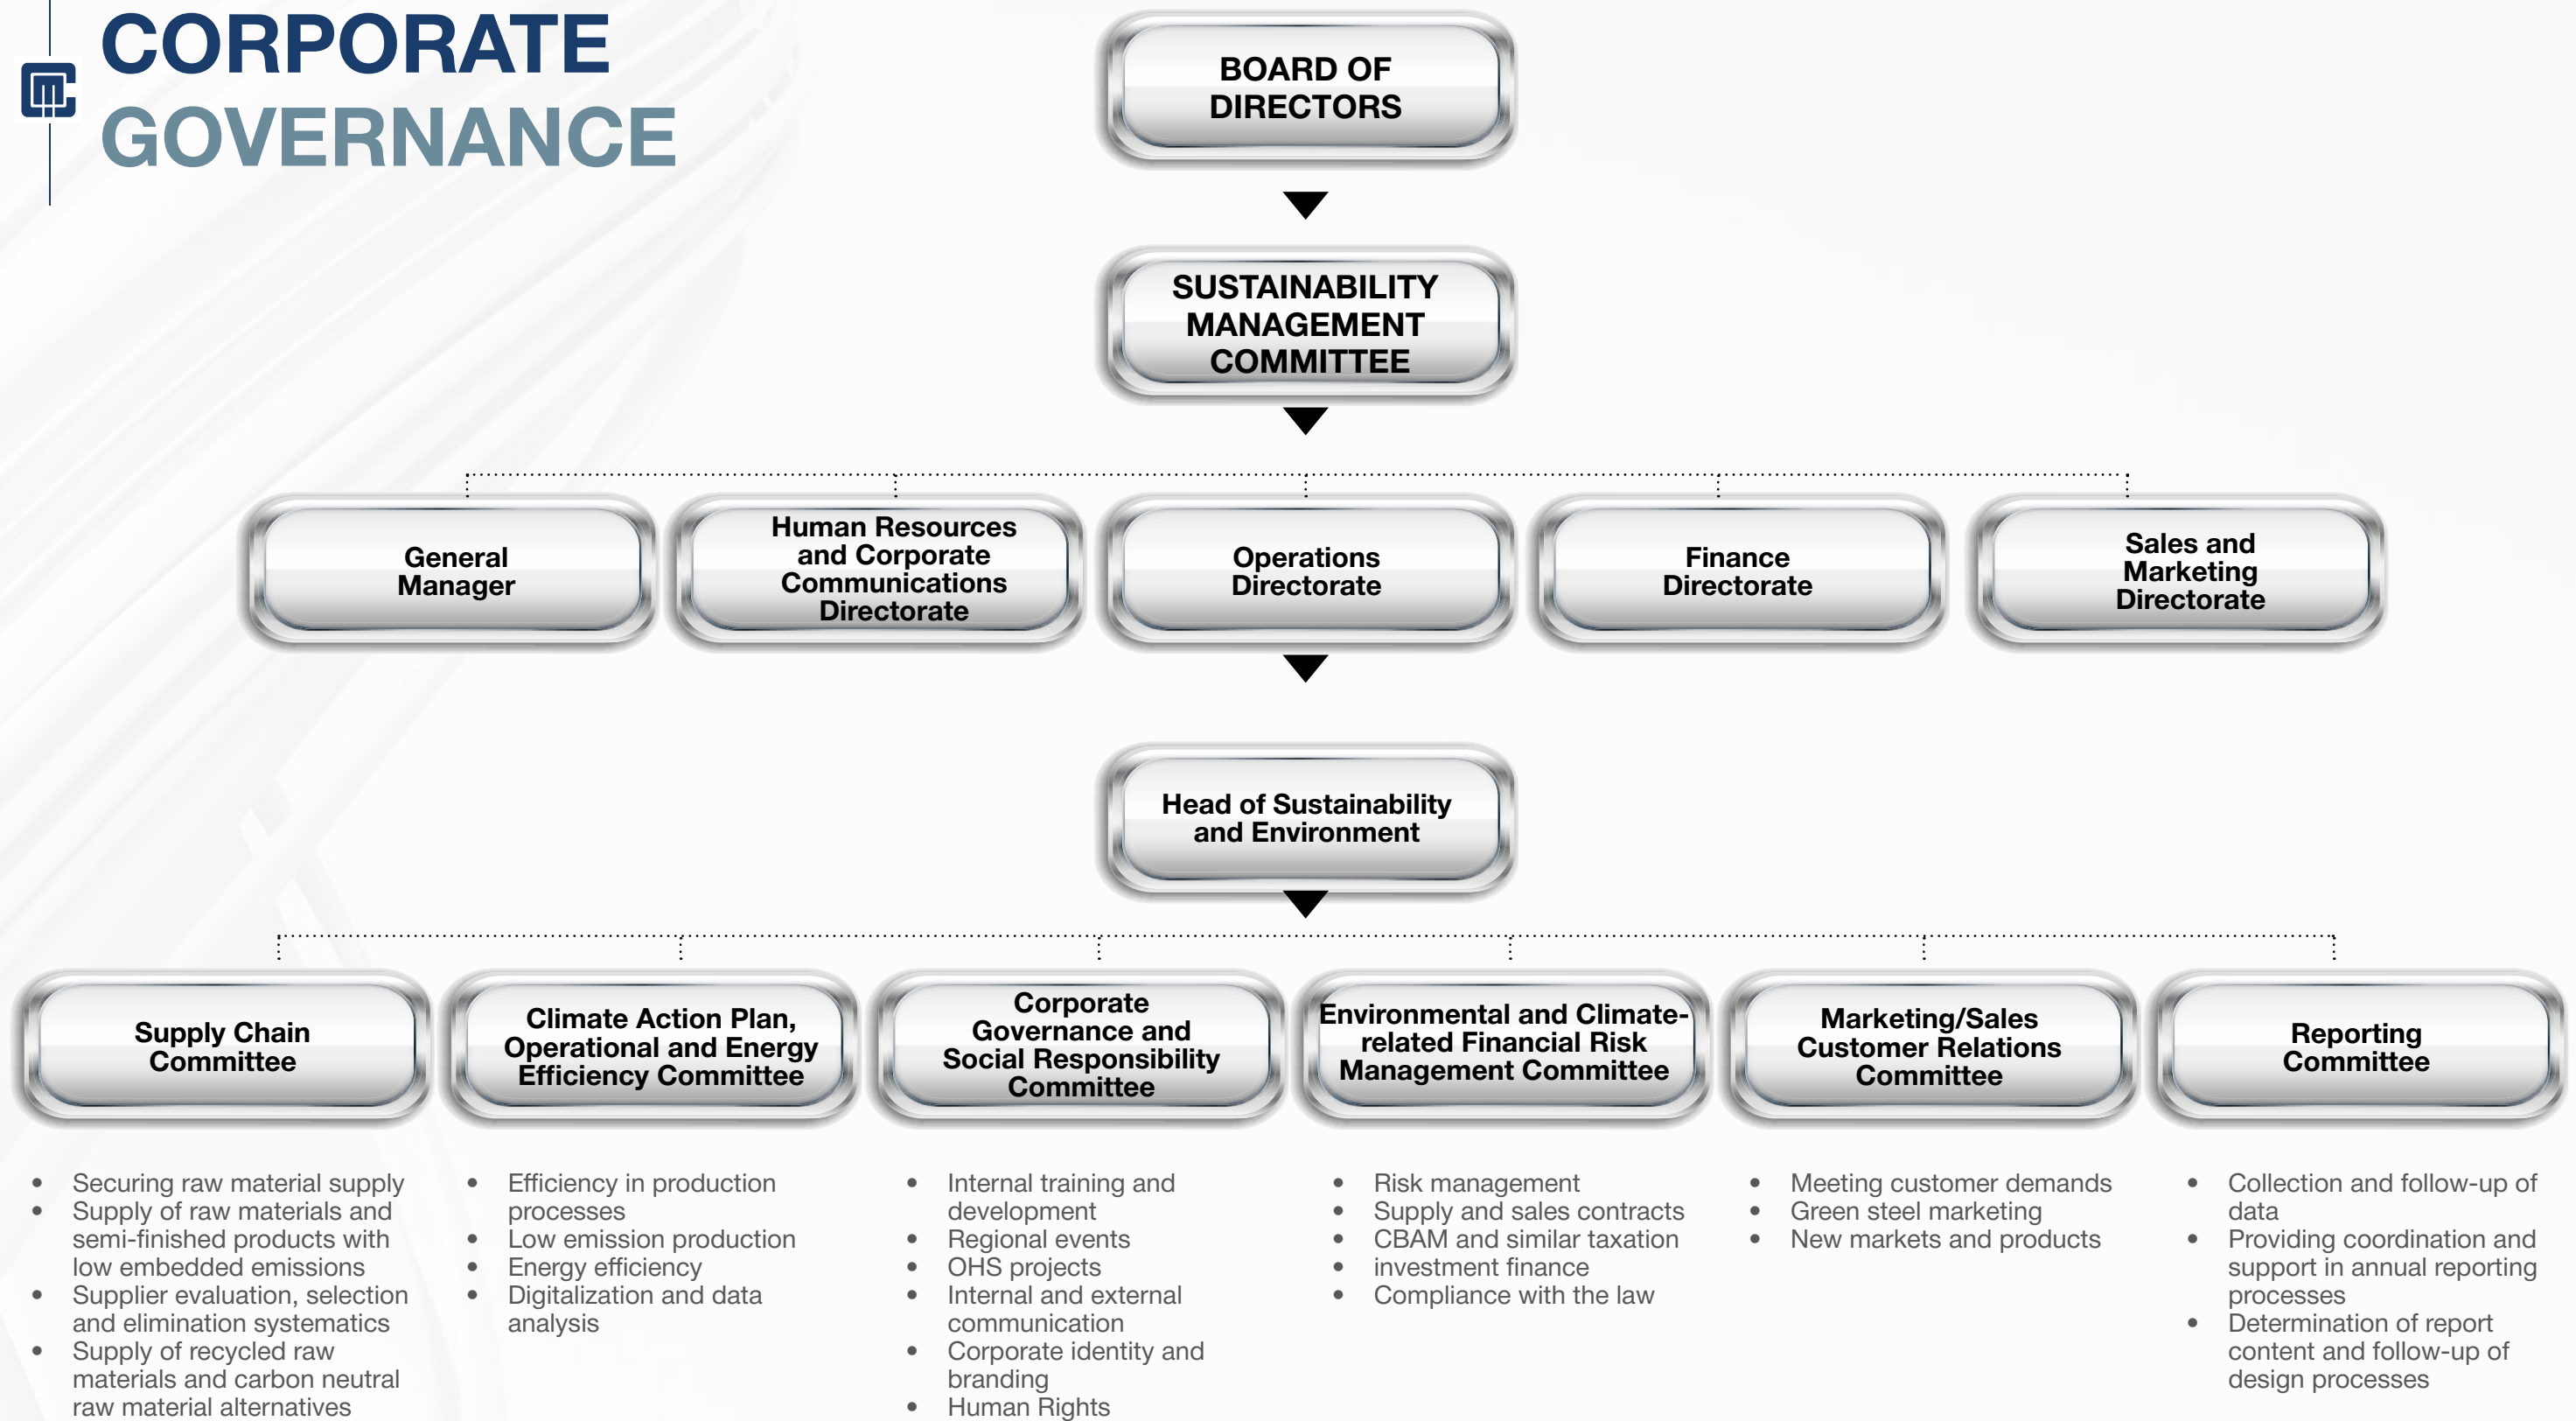 CORPORATE
GOVERNANCE
BOARD OF
DIRECTORS
SUSTAINABILITY
MANAGEMENT
COMMITTEE
General
Manager
Human Resources
and Corporate
Communications
Directorate
Operations
Directorate
Finance
Directorate
Sales and
Marketing
Directorate
Head of Sustainability
and Environment
Supply Chain
Committee
Climate Action Plan,
Operational and Energy
Efficiency Committee
Corporate
Governance and
Social Responsibility
Committee
Environmental and Climate-
related Financial Risk
Management Committee
Marketing/Sales
Customer Relations
Committee
Reporting
Committee
• Securing raw material supply
• Supply of raw materials and
semi-finished products with
low embedded emissions
• Supplier evaluation, selection
and elimination systematics
• Supply of recycled raw
materials and carbon neutral
raw material alternatives
• Efficiency in production
processes
• Low emission production
• Energy efficiency
• Digitalization and data
analysis
• Internal training and
development
• Regional events
• OHS projects
• Internal and external
communication
• Corporate identity and
branding
• Human Rights
• Risk management
• Supply and sales contracts
• CBAM and similar taxation
• investment finance
• Compliance with the law
• Meeting customer demands
• Green steel marketing
• New markets and products
• Collection and follow-up of
data
• Providing coordination and
support in annual reporting
processes
• Determination of report
content and follow-up of
design processes